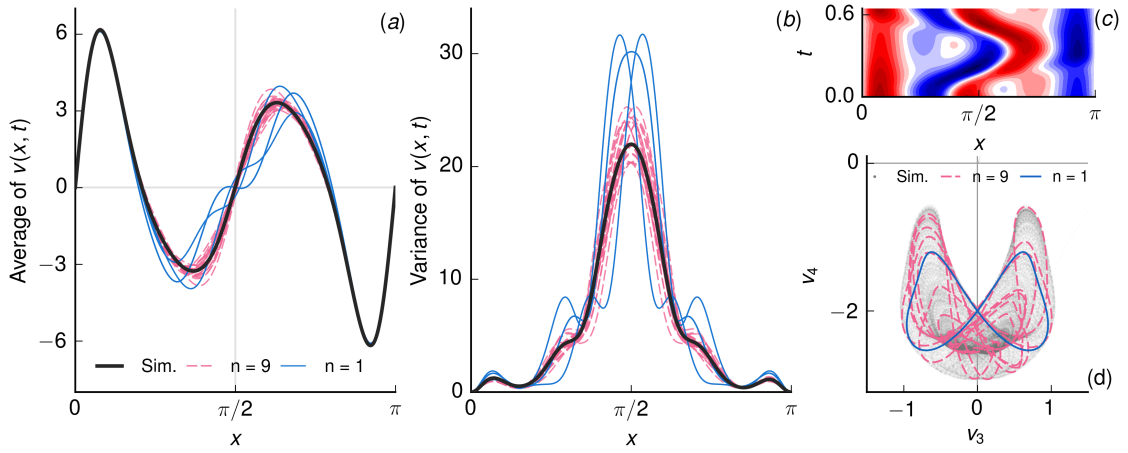 (a)
Average of v(x, t)
6
3
0
−3
−6
Sim.
n = 9
n = 1
0
π/2
π
x
(b)
Variance of v(x, t)
30
20
10
0
0
π/2
π
x
(c)
t
0.6
0.0
0
π/2
π
x
0
Sim.
n = 9
n = 1
v₄
−2
(d)
−1
0
1
v₃